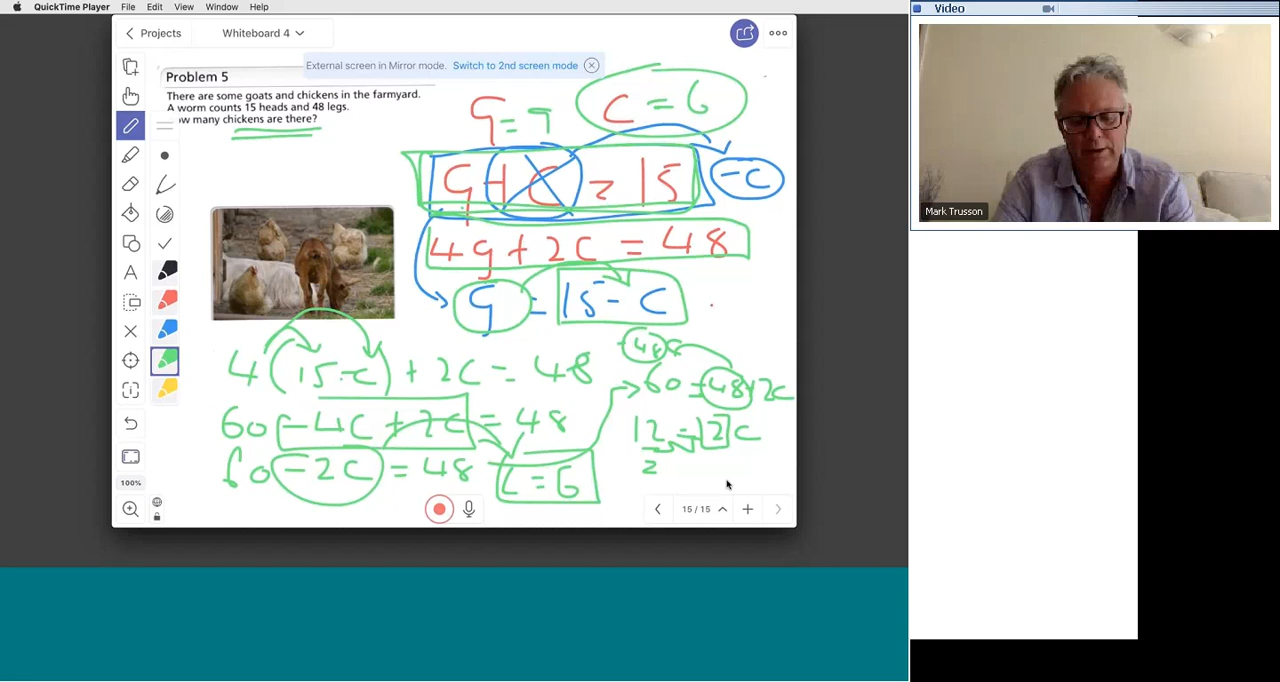 QuickTime Player File Edit View Window Help
Video
Projects
Whiteboard 4
External screen in Mirror mode. Switch to 2nd screen mode
Problem 5
There are some goats and chickens in the farmyard.
A worm counts 15 heads and 48 legs.
ow many chickens are there?
C = 6
g + C = 15
- C
4g + 2C = 48
g = 15 - C
4 (15 - C) + 2C = 48
60 - 4C + 2C = 48
60 - 2C = 48
C = 6
60 = 48 + 2C
12 = 2 C
2
100%
15 / 15
Mark Trusson